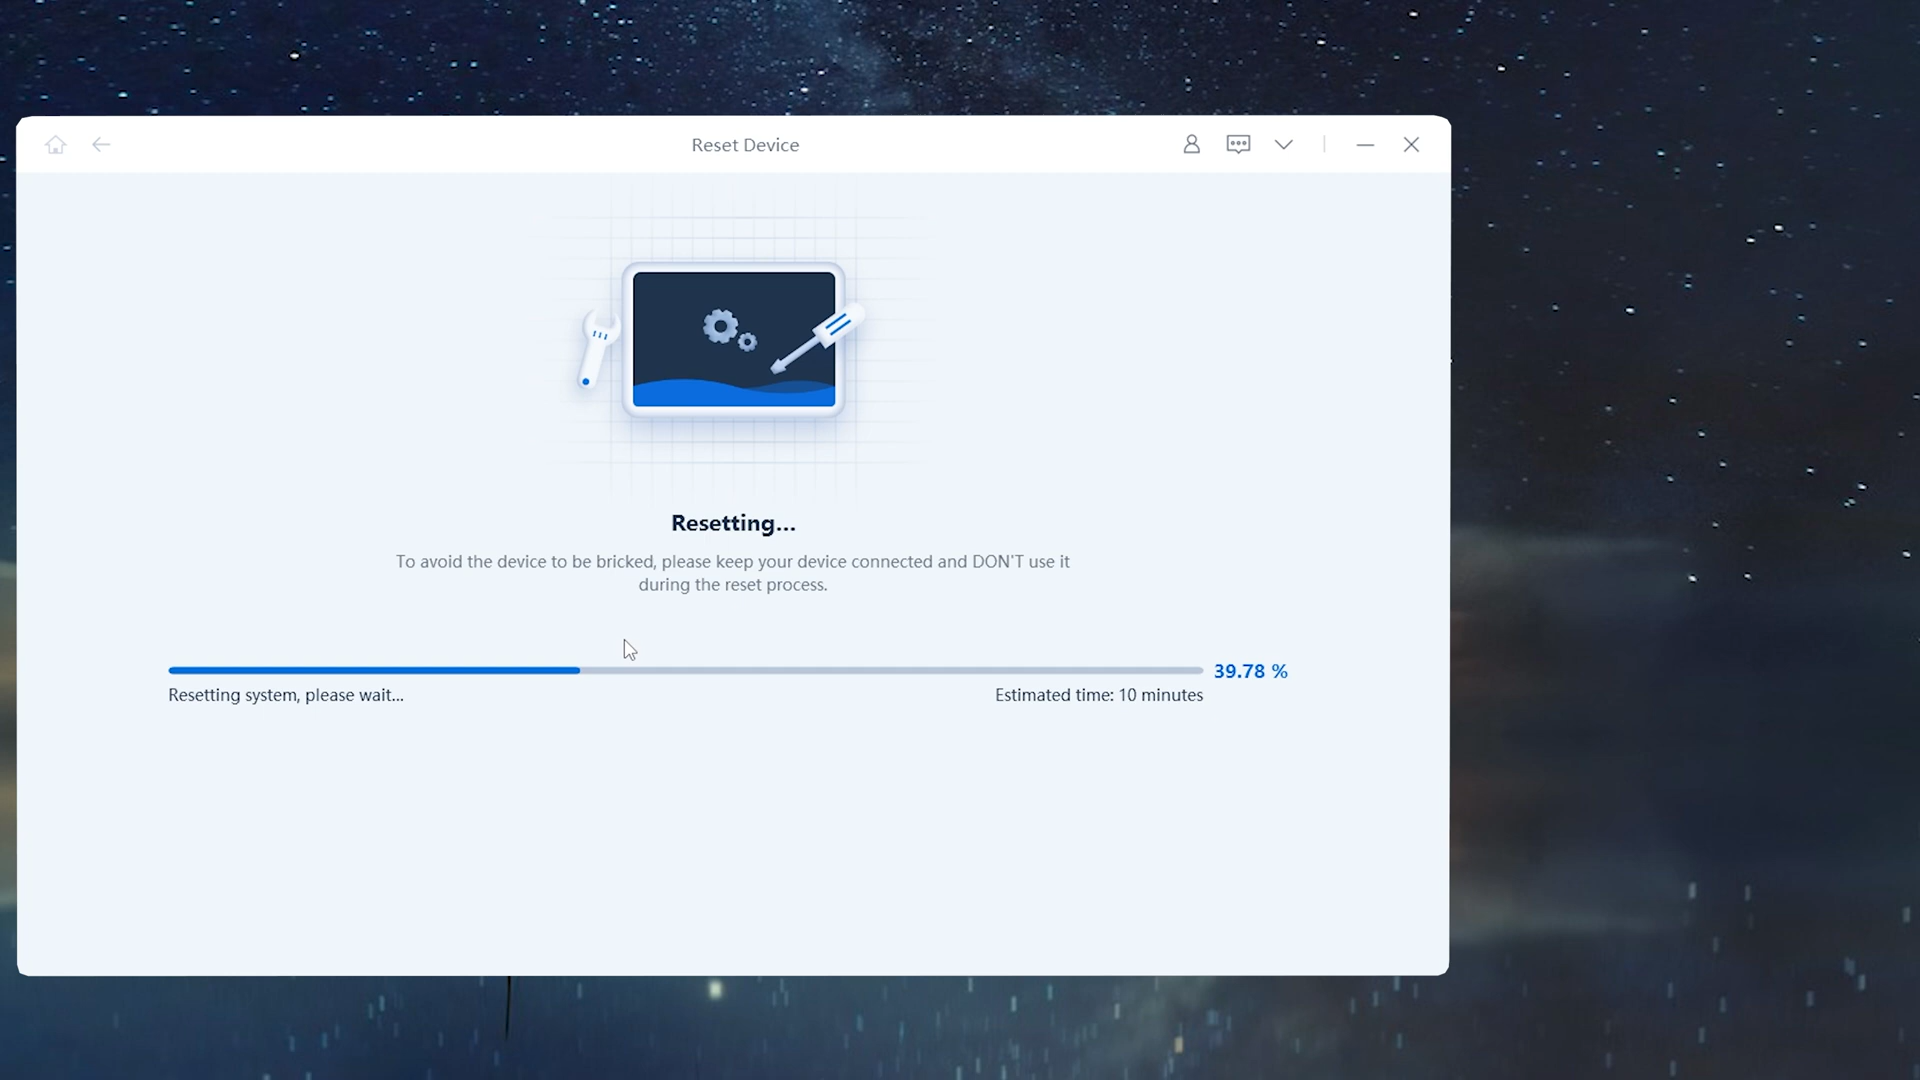 Reset Device
Resetting...
To avoid the device to be bricked, please keep your device connected and DON'T use it
during the reset process.
39.78 %
Resetting system, please wait...
Estimated time: 10 minutes